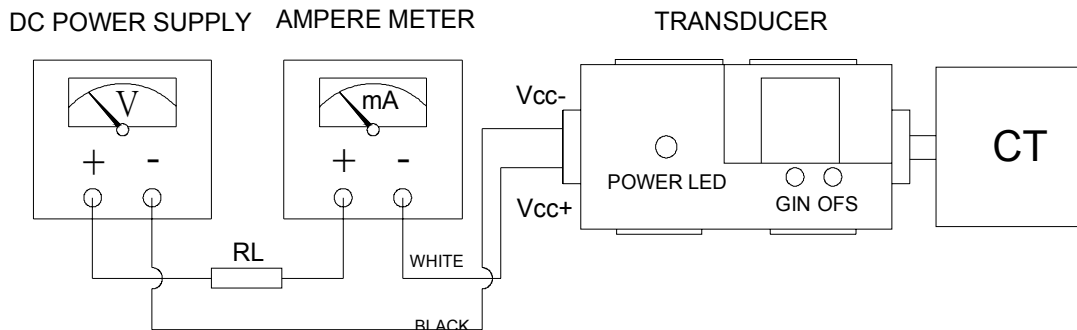 DC POWER SUPPLY AMPERE METER TRANSDUCER
V mA Vcc-
+ - + - CT
POWER LED
GIN OFS
Vcc+
RL
WHITE
BLACK